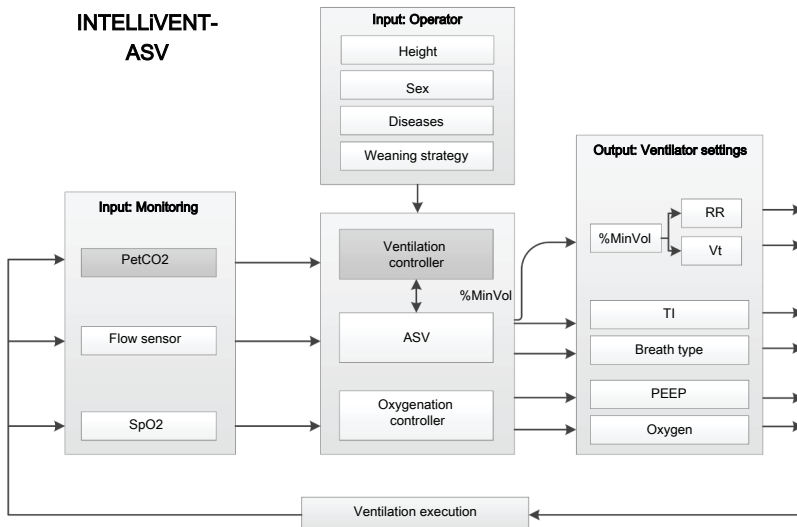 INTELLiVENT-
ASV
Input: Operator
Height
Sex
Diseases
Weaning strategy
Input: Monitoring
PetCO2
Flow sensor
SpO2
Ventilation
controller
%MinVol
ASV
Oxygenation
controller
Output: Ventilator settings
%MinVol
RR
Vt
TI
Breath type
PEEP
Oxygen
Ventilation execution